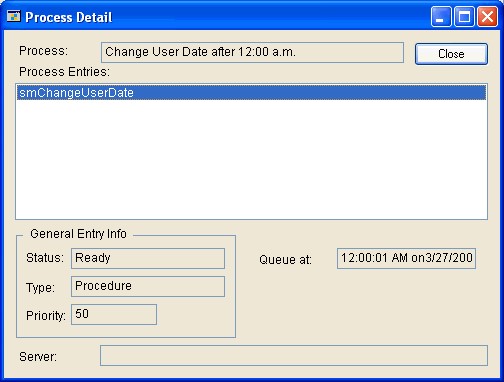 Process Detail
Process: Change User Date after 12:00 a.m.
Close
Process Entries:
smChangeUserDate
General Entry Info
Status: Ready
Queue at: 12:00:01 AM on3/27/200
Type: Procedure
Priority: 50
Server: